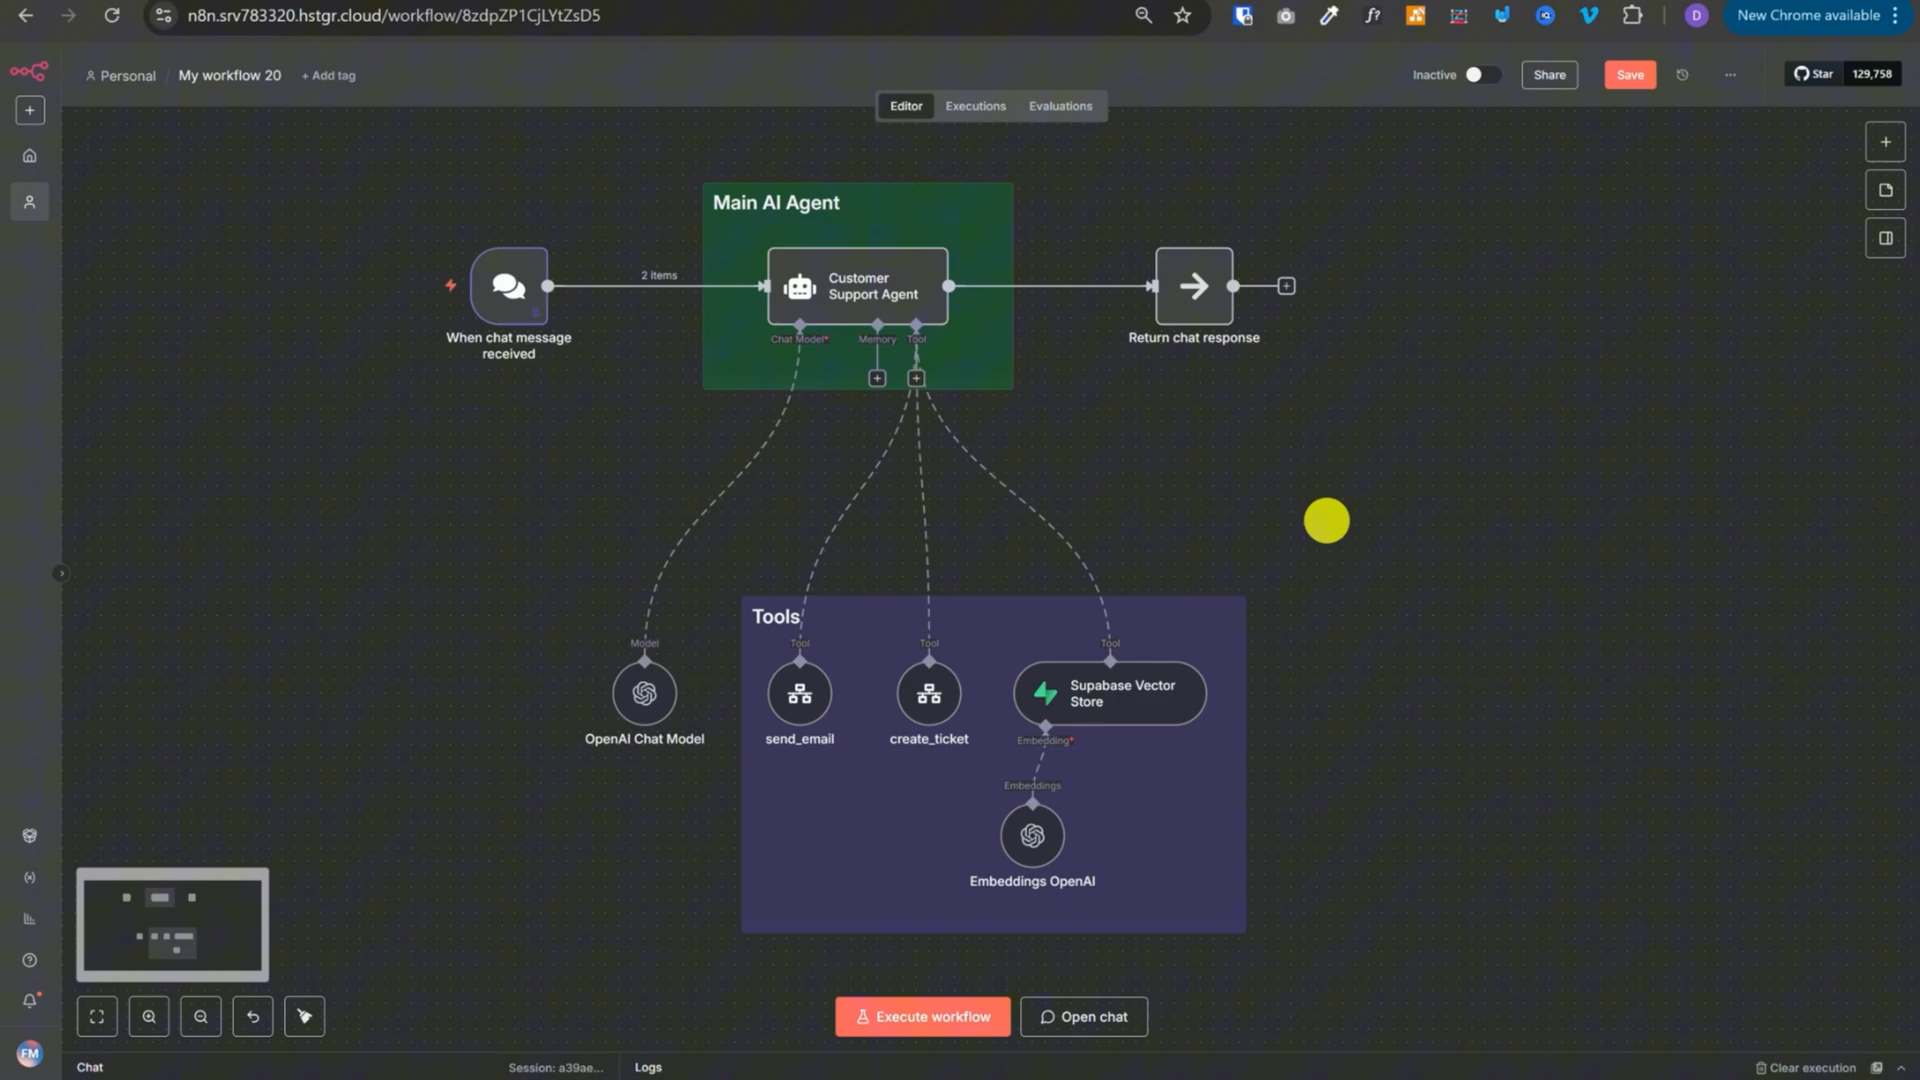 n8n.srv783320.hstgr.cloud/workflow/8zdpZP1CjLYtZsD5
f?
D
New Chrome available
Personal / My workflow 20 + Add tag
Inactive
Share
Save
Star 129,758
Editor
Executions
Evaluations
Main AI Agent
2 items
Customer
Support Agent
When chat message
received
Chat Model*
Memory
Tool
Return chat response
Tools
Model
Tool
Tool
Tool
Supabase Vector
Store
OpenAI Chat Model
send_email
create_ticket
Embedding*
Embeddings
Embeddings OpenAI
Execute workflow
Open chat
FM
Chat
Session: a39ae...
Logs
Clear execution